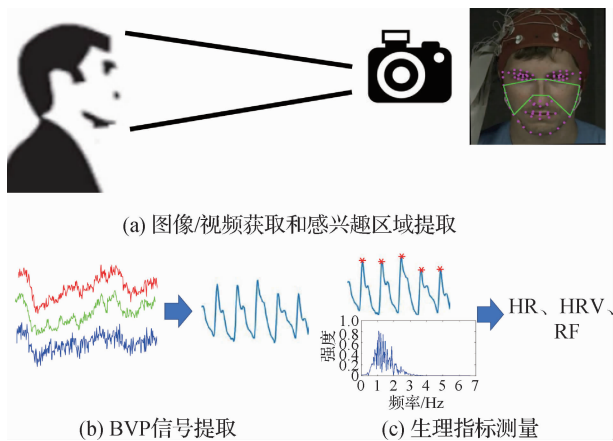 (a) 图像/视频获取和感兴趣区域提取
HR、HRV、
RF
1.0
0.8
0.6
0.4
0.2
0
强度
0 1 2 3 4 5 6 7
频率/Hz
(b) BVP信号提取
(c) 生理指标测量